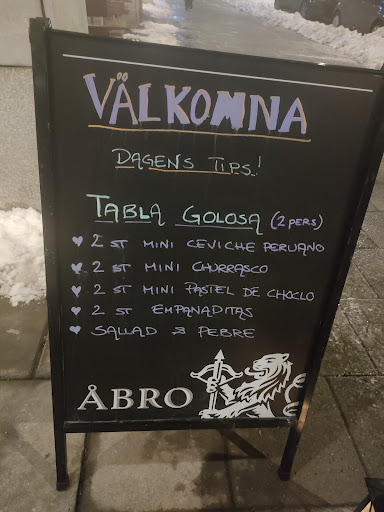 VÄLKOMNA
DAGENS TIPS!
TABLA GOLOSA (2 PERS)
♥ 2 ST MINI CEVICHE PERUANO
♥ 2 ST MINI CHURRASCO
♥ 2 ST MINI PASTEL DE CHOCLO
♥ 2 ST EMPANADITAS
♥ SALLAD & PEBRE
ÅBRO